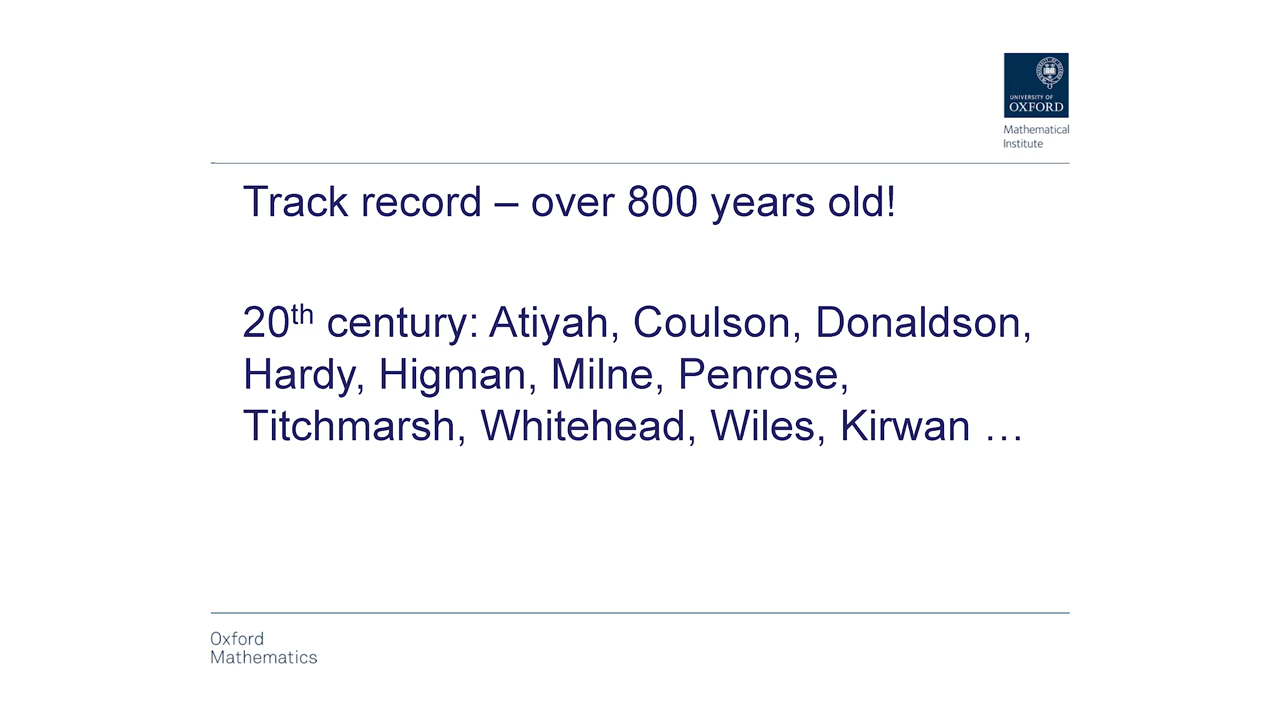 UNIVERSITY OF
OXFORD
Mathematical
Institute
Track record – over 800 years old!
20th century: Atiyah, Coulson, Donaldson,
Hardy, Higman, Milne, Penrose,
Titchmarsh, Whitehead, Wiles, Kirwan …
Oxford
Mathematics